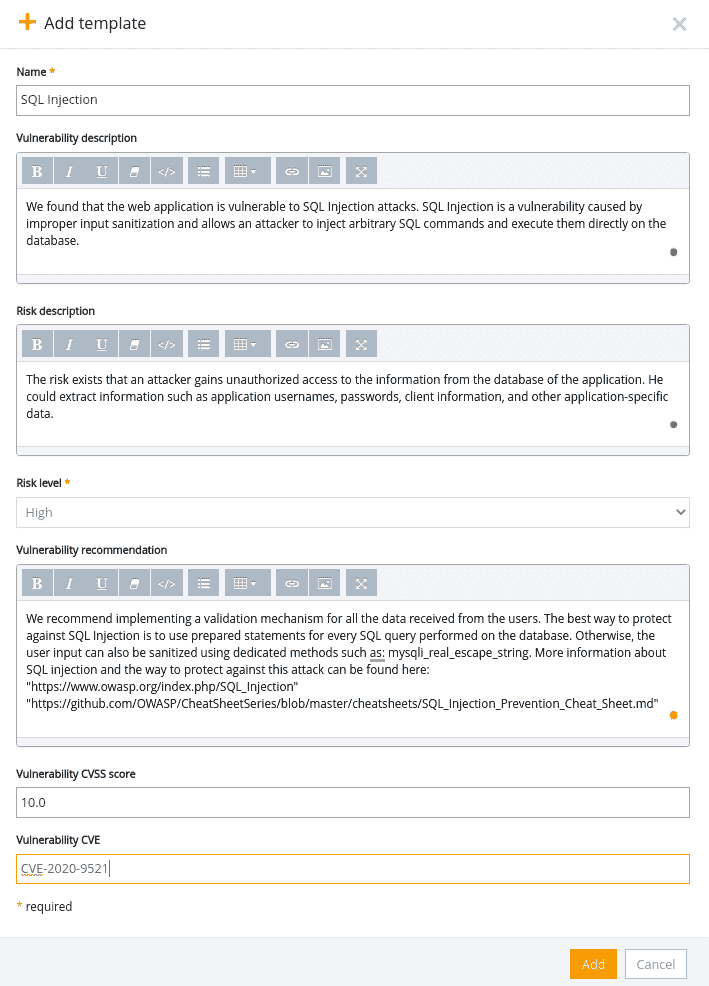 Add template
Name *
SQL Injection
Vulnerability description
B I U </>
We found that the web application is vulnerable to SQL Injection attacks. SQL Injection is a vulnerability caused by
improper input sanitization and allows an attacker to inject arbitrary SQL commands and execute them directly on the
database.
Risk description
B I U </>
The risk exists that an attacker gains unauthorized access to the information from the database of the application. He
could extract information such as application usernames, passwords, client information, and other application-specific
data.
Risk level *
High
Vulnerability recommendation
B I U </>
We recommend implementing a validation mechanism for all the data received from the users. The best way to protect
against SQL Injection is to use prepared statements for every SQL query performed on the database. Otherwise, the
user input can also be sanitized using dedicated methods such as: mysqli_real_escape_string. More information about
SQL injection and the way to protect against this attack can be found here:
"https://www.owasp.org/index.php/SQL_Injection"
"https://github.com/OWASP/CheatSheetSeries/blob/master/cheatsheets/SQL_Injection_Prevention_Cheat_Sheet.md"
Vulnerability CVSS score
10.0
Vulnerability CVE
CVE-2020-9521
* required
Add Cancel